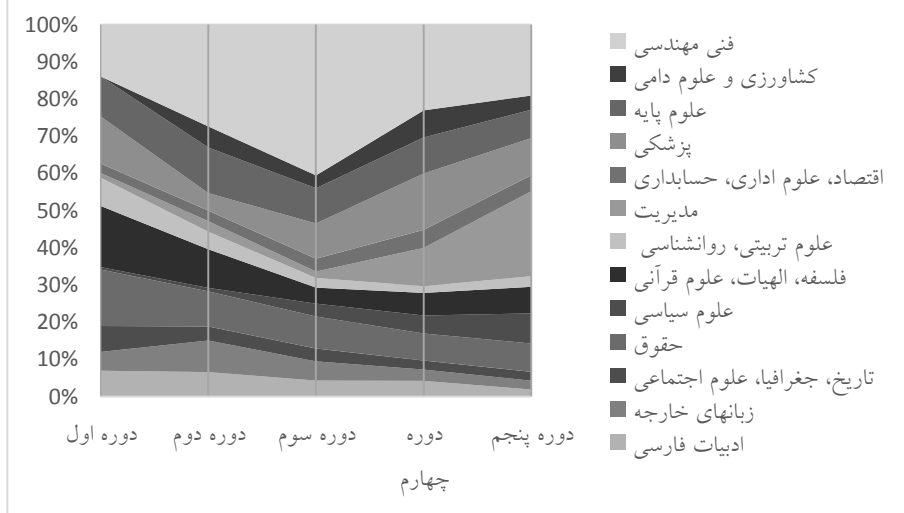 100%
90%
80%
70%
60%
50%
40%
30%
20%
10%
0%
دوره اول
دوره دوم
دوره سوم
دوره
چهارم
دوره پنجم
فنی مهندسی
کشاورزی و علوم دامی
علوم پایه
پزشکی
اقتصاد، علوم اداری، حسابداری
مدیریت
علوم تربیتی، روانشناسی
فلسفه، الهیات، علوم قرآنی
علوم سیاسی
حقوق
تاریخ، جغرافیا، علوم اجتماعی
زبانهای خارجه
ادبیات فارسی